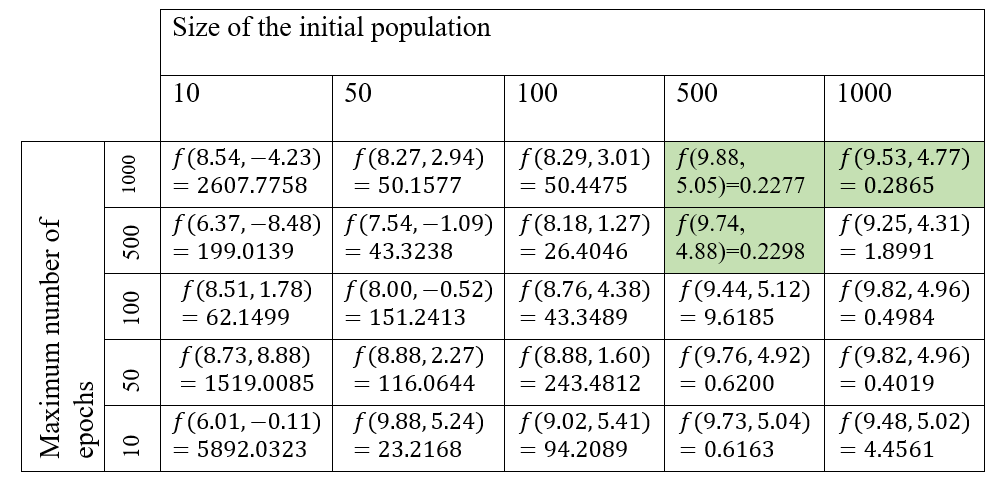 Size of the initial population
10 50 100 500 1000
Maximum number of
epochs
1000
f(8.54, −4.23) f(8.27, 2.94) f(8.29, 3.01) f(9.88, f(9.53, 4.77)
= 2607.7758 = 50.1577 = 50.4475 5.05)=0.2277 = 0.2865
500
f(6.37, −8.48) f(7.54, −1.09) f(8.18, 1.27) f(9.74, f(9.25, 4.31)
= 199.0139 = 43.3238 = 26.4046 4.88)=0.2298 = 1.8991
100
f(8.51, 1.78) f(8.00, −0.52) f(8.76, 4.38) f(9.44, 5.12) f(9.82, 4.96)
= 62.1499 = 151.2413 = 43.3489 = 9.6185 = 0.4984
50
f(8.73, 8.88) f(8.88, 2.27) f(8.88, 1.60) f(9.76, 4.92) f(9.82, 4.96)
= 1519.0085 = 116.0644 = 243.4812 = 0.6200 = 0.4019
10
f(6.01, −0.11) f(9.88, 5.24) f(9.02, 5.41) f(9.73, 5.04) f(9.48, 5.02)
= 5892.0323 = 23.2168 = 94.2089 = 0.6163 = 4.4561